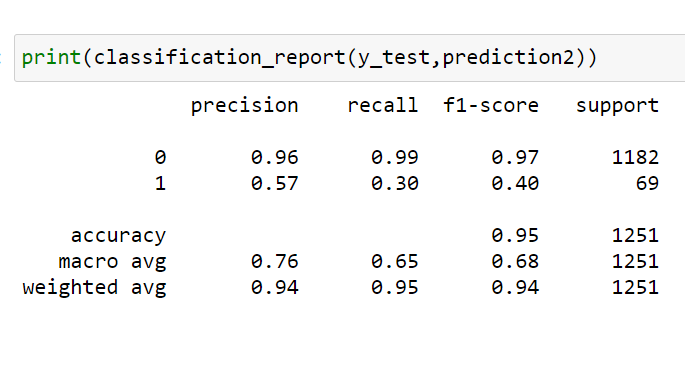 print(classification_report(y_test,prediction2))
precision recall f1-score support
0 0.96 0.99 0.97 1182
1 0.57 0.30 0.40 69
accuracy 0.95 1251
macro avg 0.76 0.65 0.68 1251
weighted avg 0.94 0.95 0.94 1251